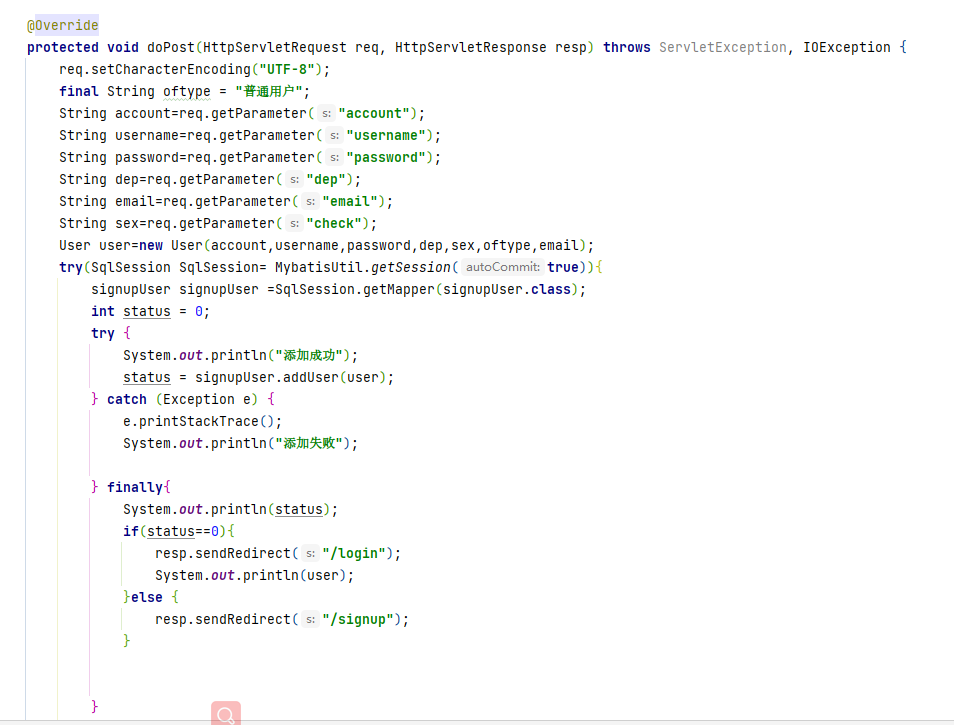 @Override
protected void doPost(HttpServletRequest req, HttpServletResponse resp) throws ServletException, IOException {
req.setCharacterEncoding("UTF-8");
final String oftype = "普通用户";
String account=req.getParameter( s: "account");
String username=req.getParameter( s: "username");
String password=req.getParameter( s: "password");
String dep=req.getParameter( s: "dep");
String email=req.getParameter( s: "email");
String sex=req.getParameter( s: "check");
User user=new User(account,username,password,dep,sex,oftype,email);
try(SqlSession SqlSession= MybatisUtil.getSession( autoCommit: true)){
signupUser signupUser =SqlSession.getMapper(signupUser.class);
int status = 0;
try {
System.out.println("添加成功");
status = signupUser.addUser(user);
} catch (Exception e) {
e.printStackTrace();
System.out.println("添加失败");
} finally{
System.out.println(status);
if(status==0){
resp.sendRedirect( s: "/login");
System.out.println(user);
}else {
resp.sendRedirect( s: "/signup");
}
}